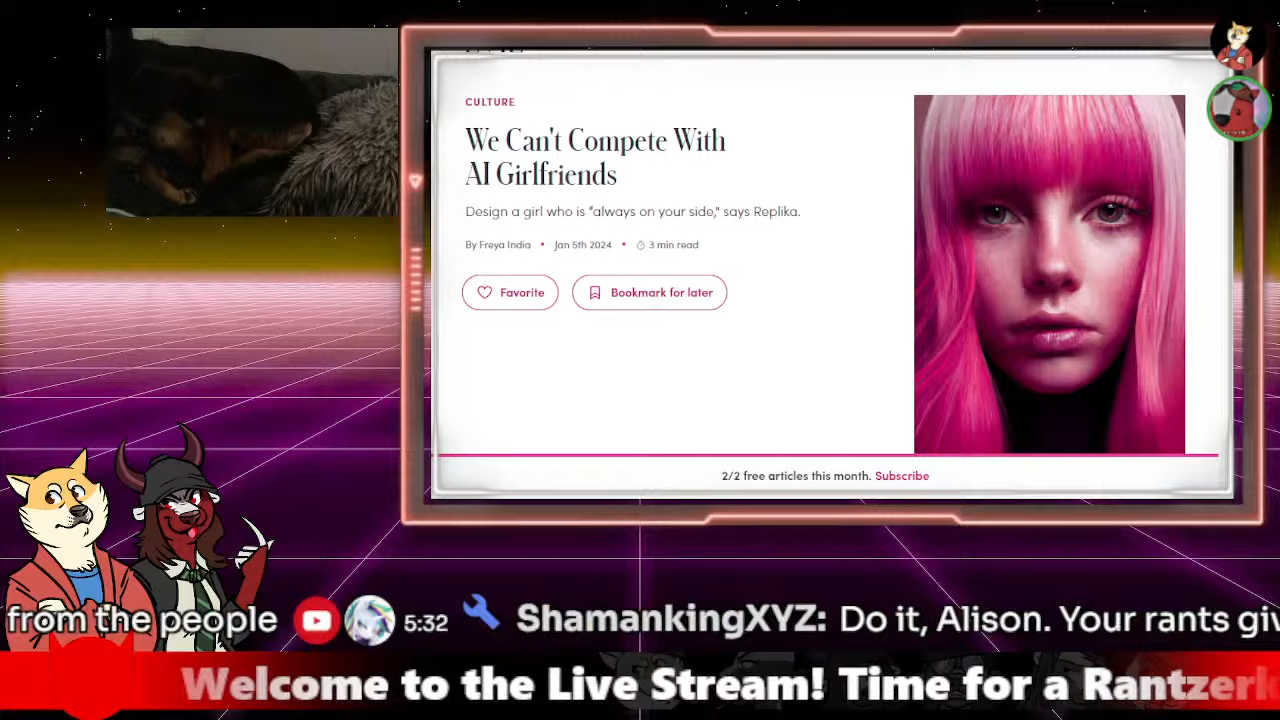 CULTURE
We Can't Compete With
AI Girlfriends
Design a girl who is "always on your side," says Replika.
By Freya India • Jan 5th 2024 • 3 min read
Favorite
Bookmark for later
2/2 free articles this month. Subscribe
from the people 5:32 ShamankingXYZ: Do it, Alison. Your rants giv
Welcome to the Live Stream! Time for a Rantzerk